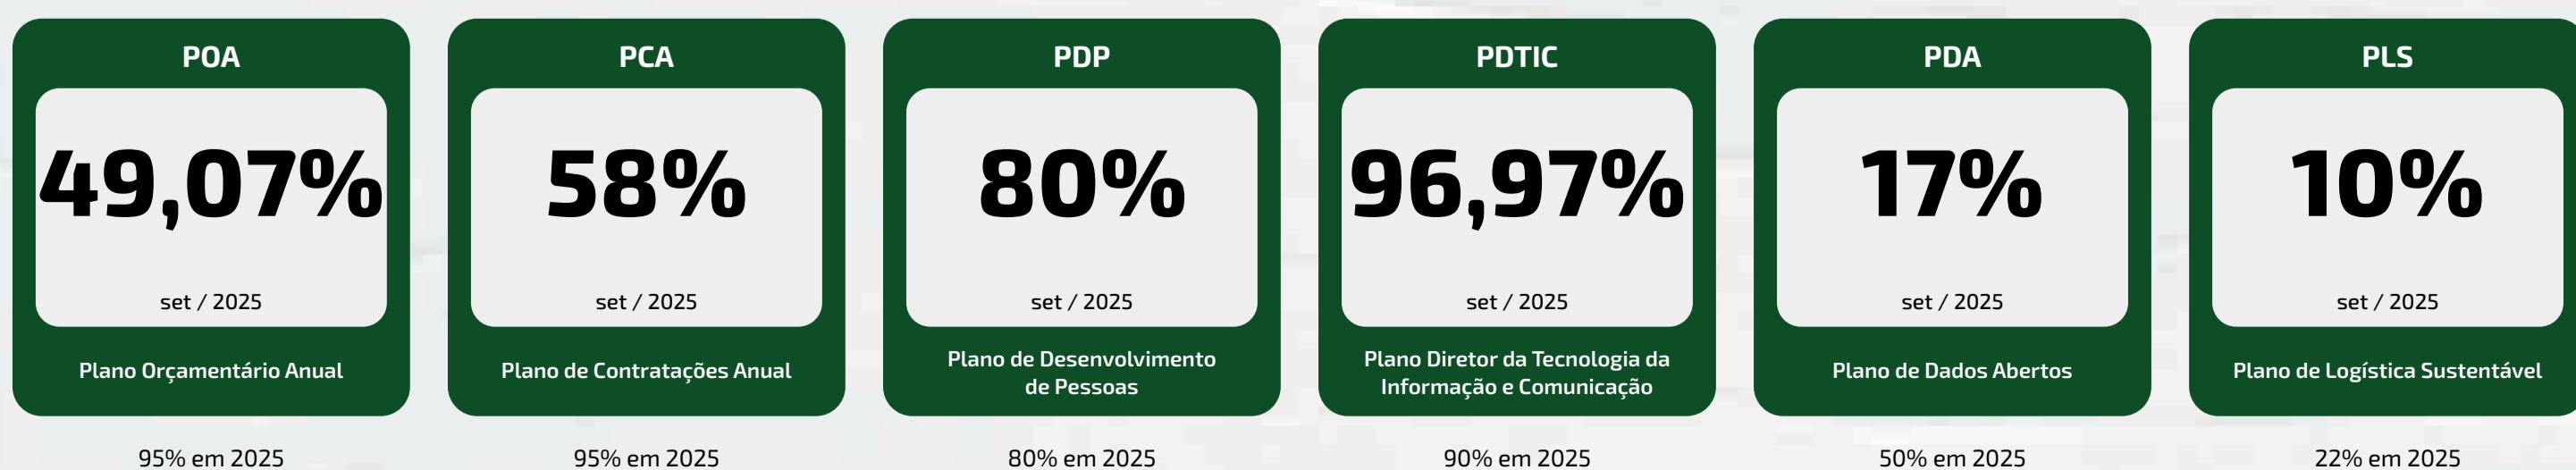 POA
49,07%
set / 2025
Plano Orçamentário Anual
95% em 2025
PCA
58%
set / 2025
Plano de Contratações Anual
95% em 2025
PDP
80%
set / 2025
Plano de Desenvolvimento
de Pessoas
80% em 2025
PDTIC
96,97%
set / 2025
Plano Diretor da Tecnologia da
Informação e Comunicação
90% em 2025
PDA
17%
set / 2025
Plano de Dados Abertos
50% em 2025
PLS
10%
set / 2025
Plano de Logística Sustentável
22% em 2025